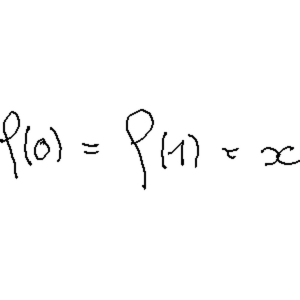 ρ(0) = ρ(1) = x